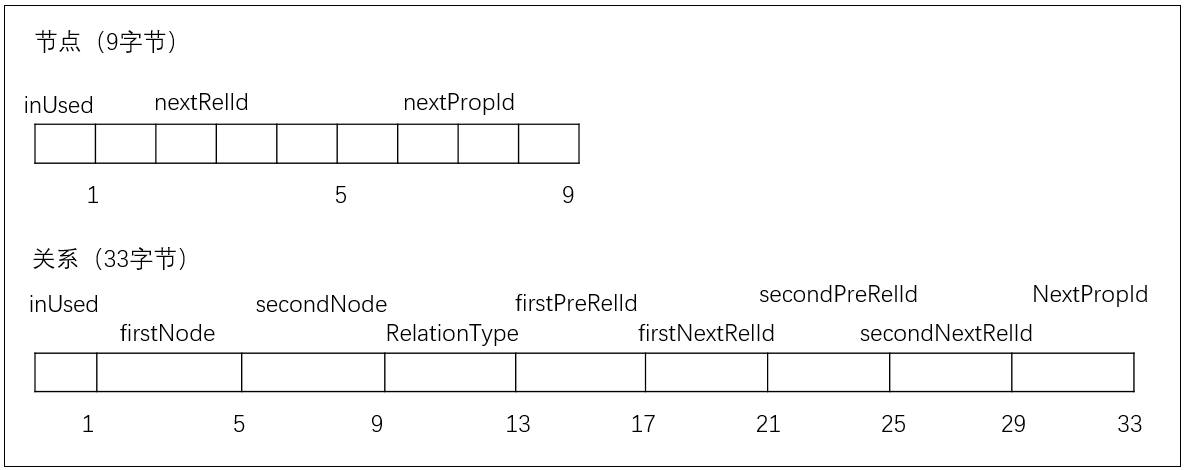 节点（9字节）
inUsed nextRelId nextPropId
1 5 9
关系（33字节）
inUsed secondNode firstPreRelId secondPreRelId NextPropId
firstNode RelationType firstNextRelId secondNextRelId
1 5 9 13 17 21 25 29 33